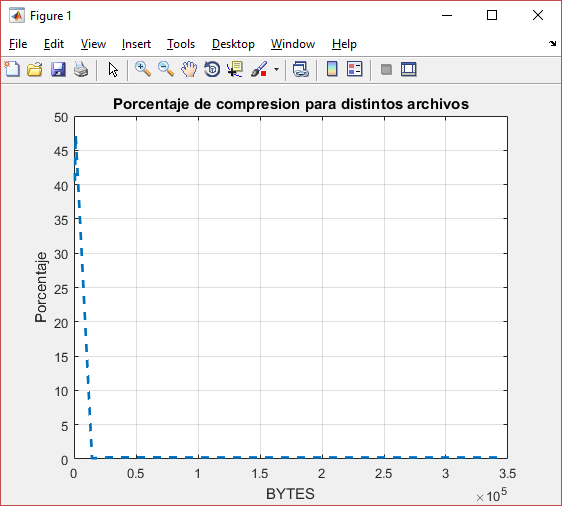 Figure 1
File Edit View Insert Tools Desktop Window Help
Porcentaje de compresion para distintos archivos
50
45
40
35
30
25
20
15
10
5
0
Porcentaje
0 0.5 1 1.5 2 2.5 3 3.5
BYTES
×10^5